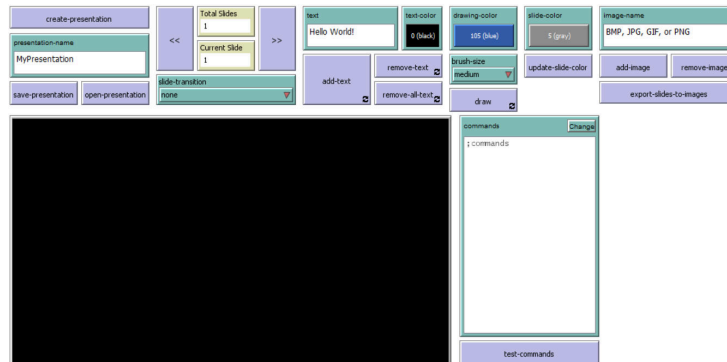 create-presentation
presentation-name
MyPresentation
save-presentation
open-presentation
<<
Total Slides
1
Current Slide
1
>>
slide-transition
none
text
Hello World!
text-color
0 (black)
add-text
remove-text
remove-all-text
drawing-color
105 (blue)
brush-size
medium
draw
slide-color
5 (gray)
update-slide-color
image-name
BMP, JPG, GIF, or PNG
add-image
remove-image
export-slides-to-images
commands
Change
;commands
test-commands